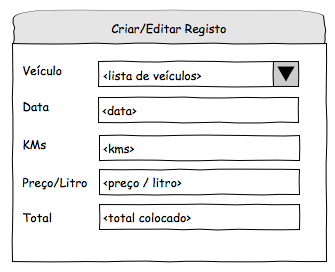 Criar/Editar Registo
Veículo <lista de veículos>
Data <data>
KMs <kms>
Preço/Litro <preço / litro>
Total <total colocado>